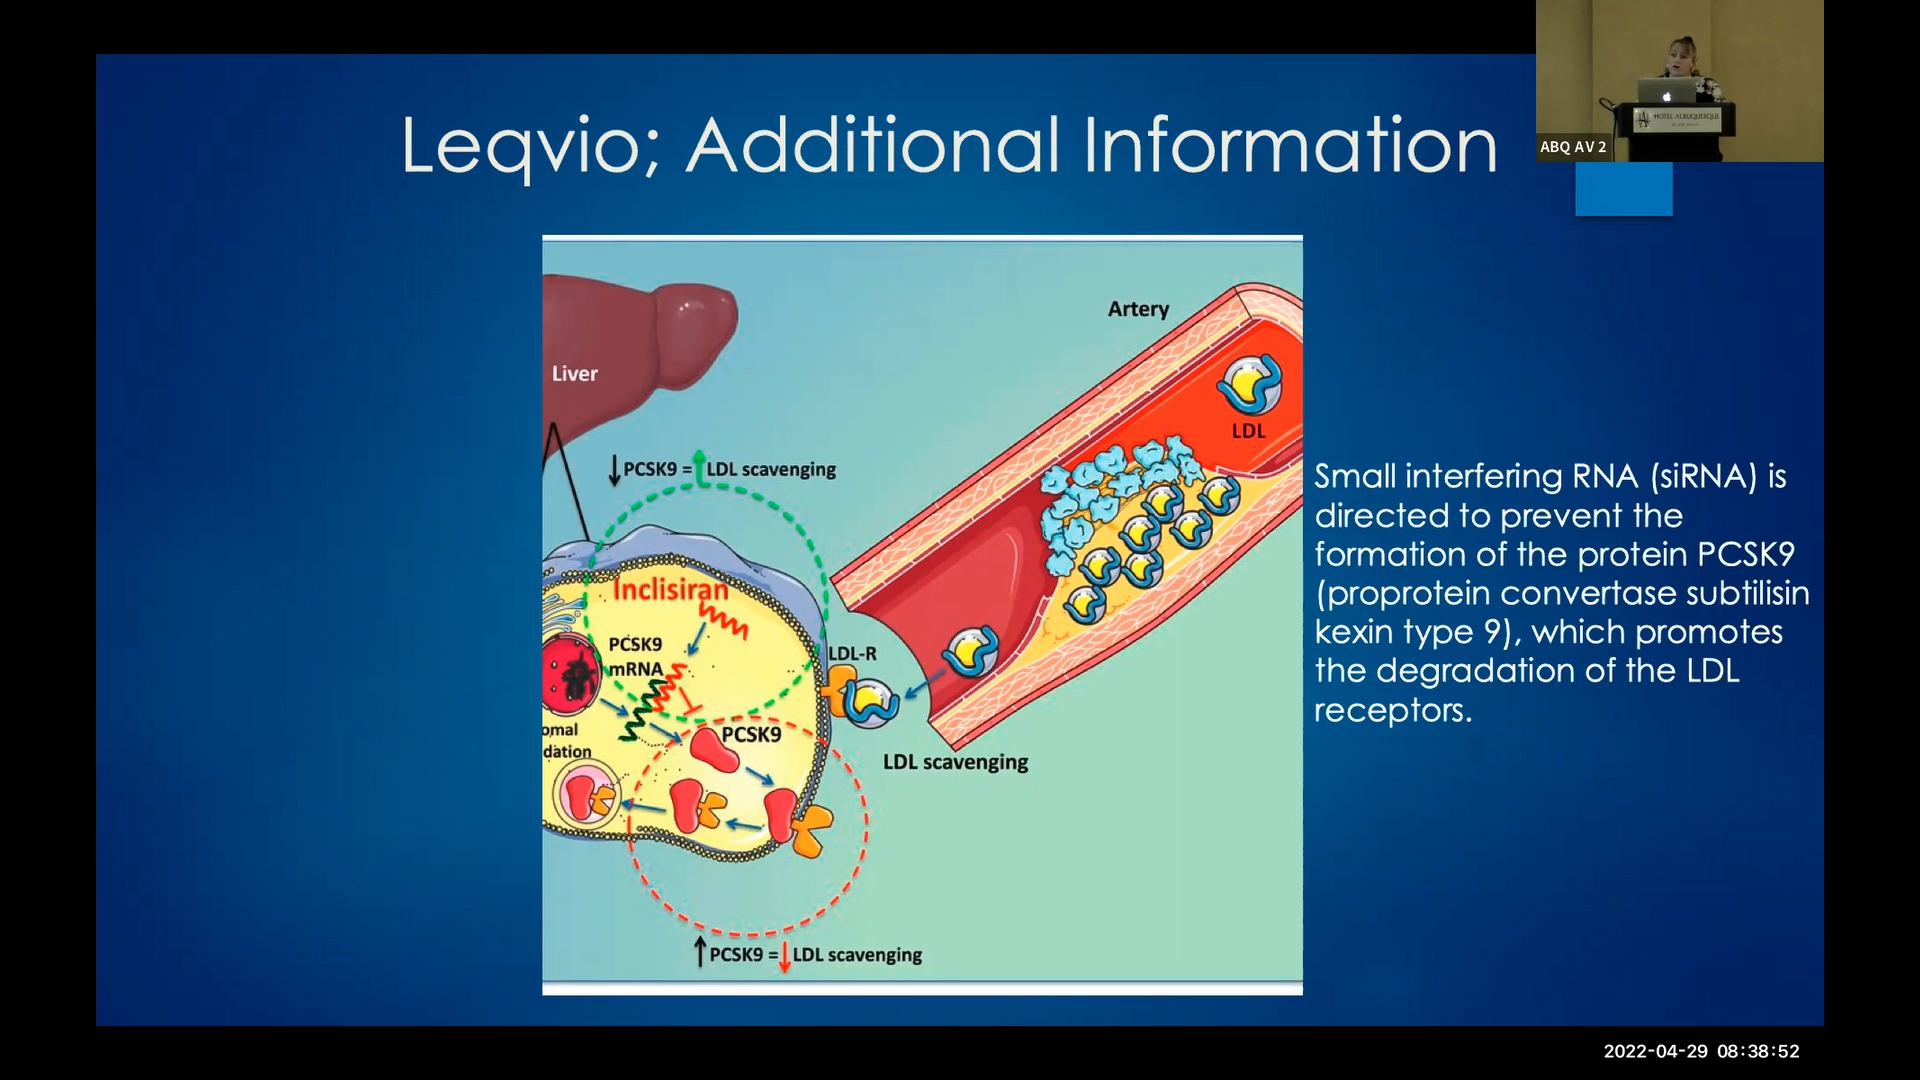 Leqvio; Additional Information
HOTEL ALBUQUERQUE
ABQ AV 2
Artery
Liver
LDL
↓PCSK9 = ↑LDL scavenging
Inclisiran
PCSK9
mRNA
LDL-R
PCSK9
omal
dation
LDL scavenging
↑PCSK9 = ↓LDL scavenging
Small interfering RNA (siRNA) is
directed to prevent the
formation of the protein PCSK9
(proprotein convertase subtilisin
kexin type 9), which promotes
the degradation of the LDL
receptors.
2022-04-29 08:38:52